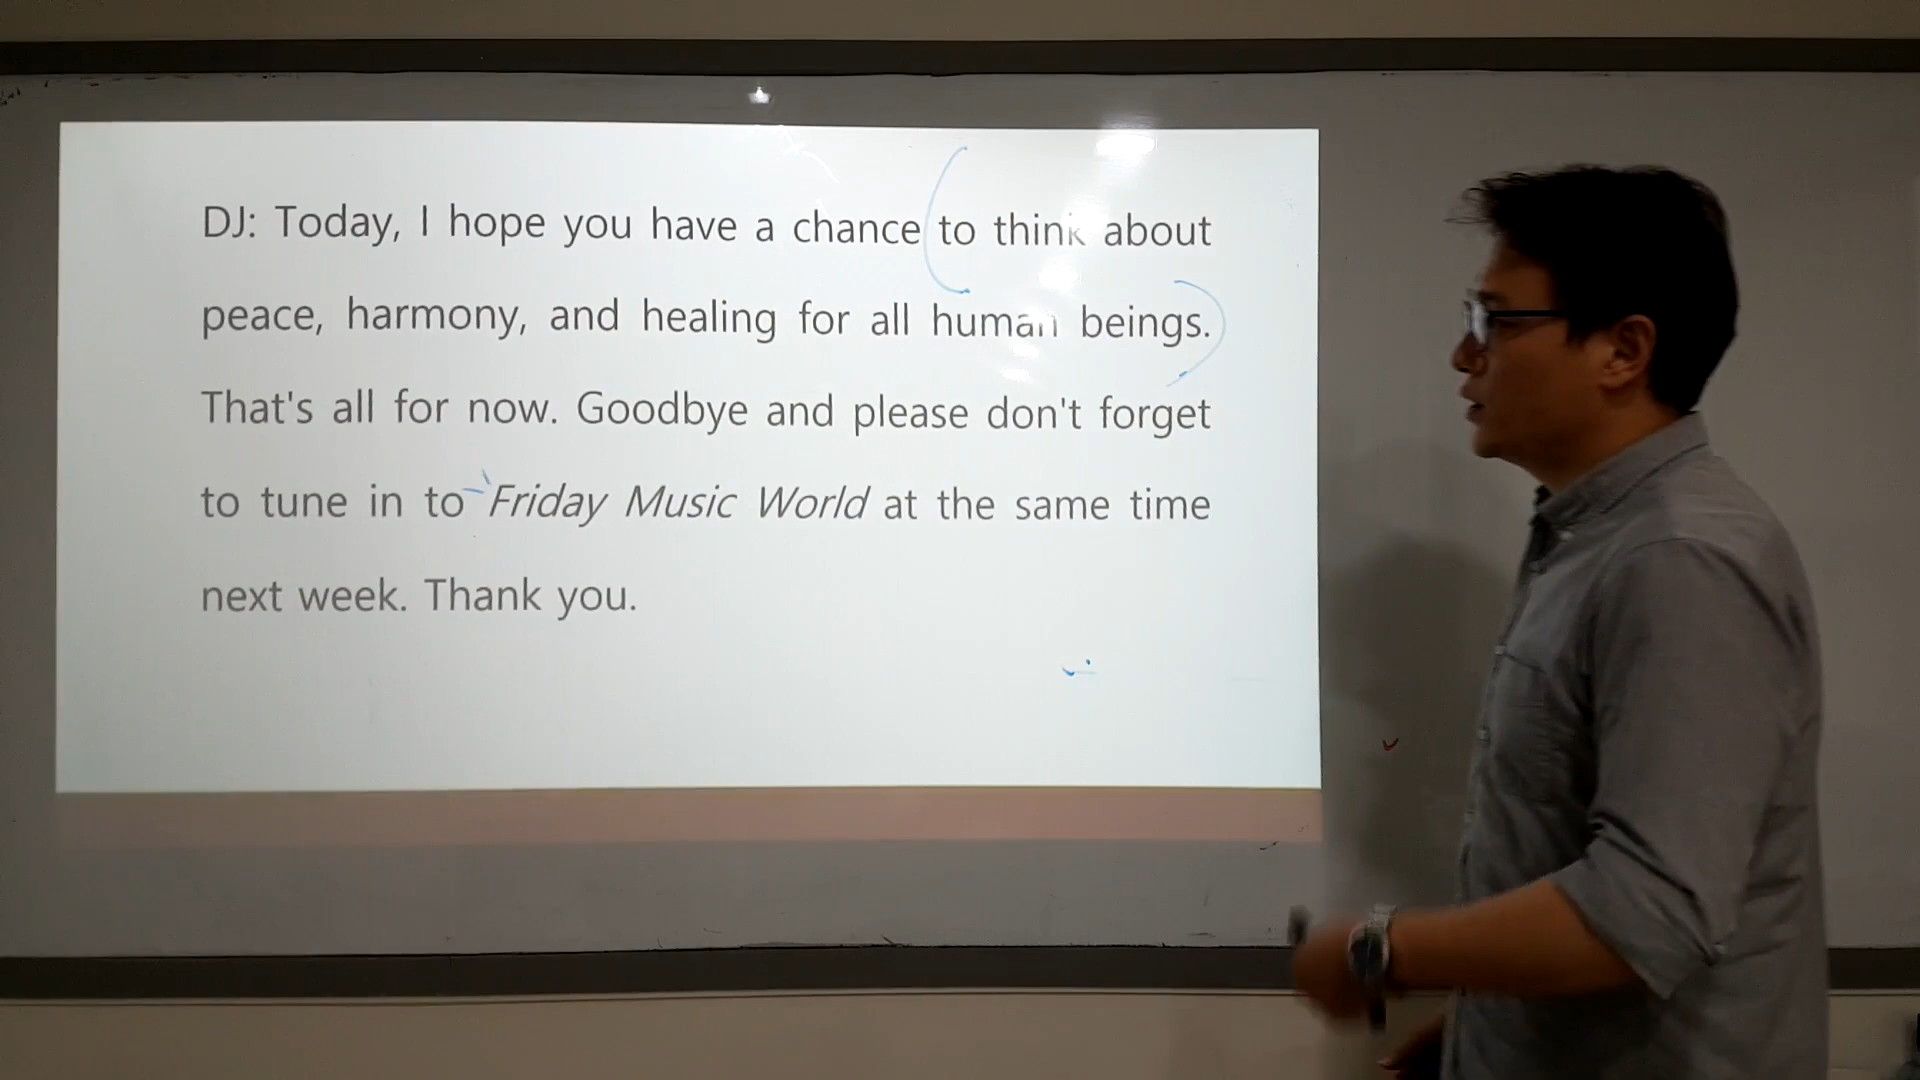 DJ: Today, I hope you have a chance to think about
peace, harmony, and healing for all human beings.
That's all for now. Goodbye and please don't forget
to tune in to Friday Music World at the same time
next week. Thank you.